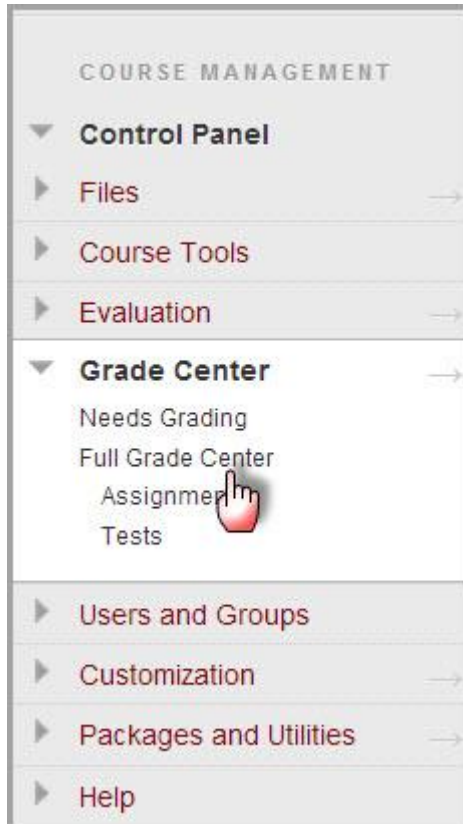 COURSE MANAGEMENT
Control Panel
Files
Course Tools
Evaluation
Grade Center
Needs Grading
Full Grade Center
Tests
Users and Groups
Customization
Packages and Utilities
Help